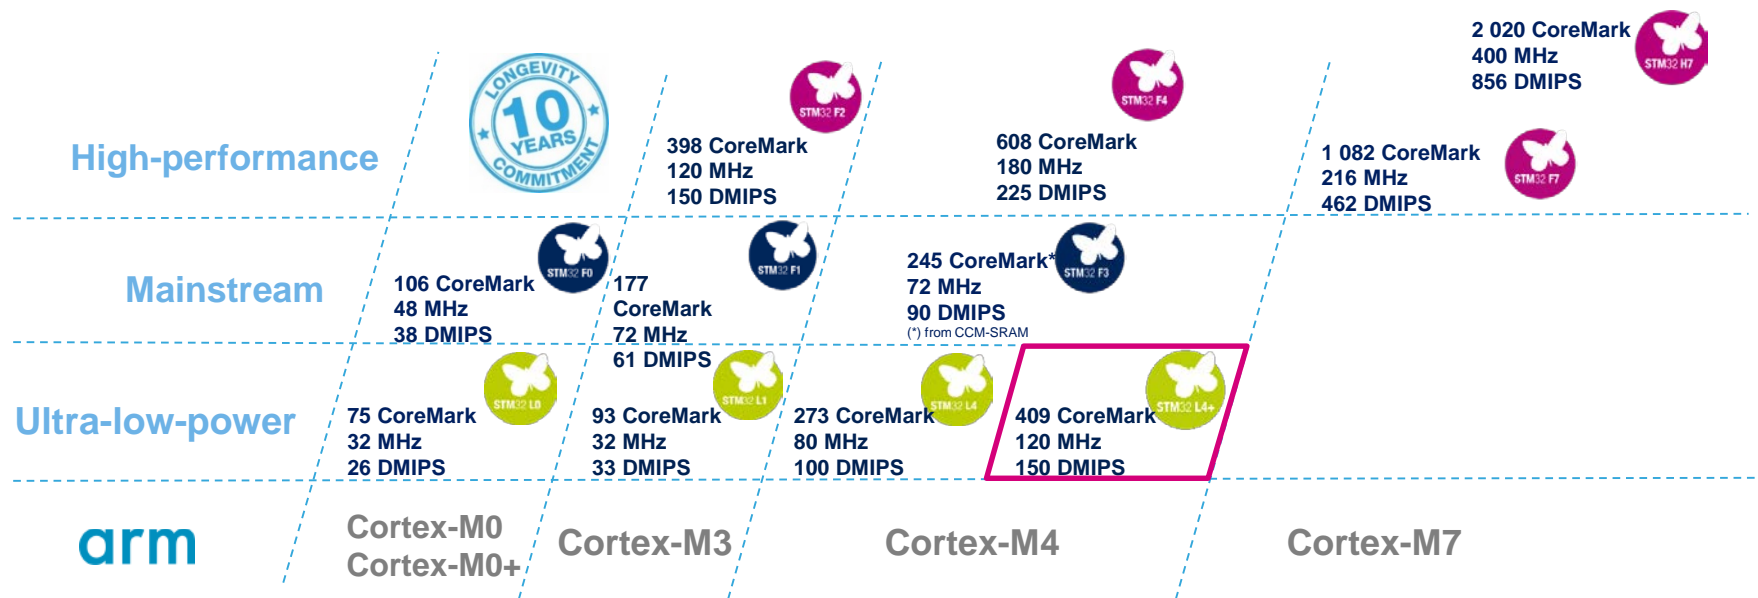 2 020 CoreMark
400 MHz
856 DMIPS
STM32 H7
LONGEVITY
10
YEARS
COMMITMENT
STM32 F2
STM32 F4
High-performance
398 CoreMark
120 MHz
150 DMIPS
608 CoreMark
180 MHz
225 DMIPS
1 082 CoreMark
216 MHz
462 DMIPS
STM32 F7
Mainstream
106 CoreMark
48 MHz
38 DMIPS
STM32 F0
177
CoreMark
72 MHz
61 DMIPS
STM32 F1
245 CoreMark*
72 MHz
90 DMIPS
(*) from CCM-SRAM
STM32 F3
Ultra-low-power
75 CoreMark
32 MHz
26 DMIPS
STM32 L0
93 CoreMark
32 MHz
33 DMIPS
STM32 L1
273 CoreMark
80 MHz
100 DMIPS
STM32 L4
409 CoreMark
120 MHz
150 DMIPS
STM32 L4+
arm
Cortex-M0
Cortex-M0+
Cortex-M3
Cortex-M4
Cortex-M7